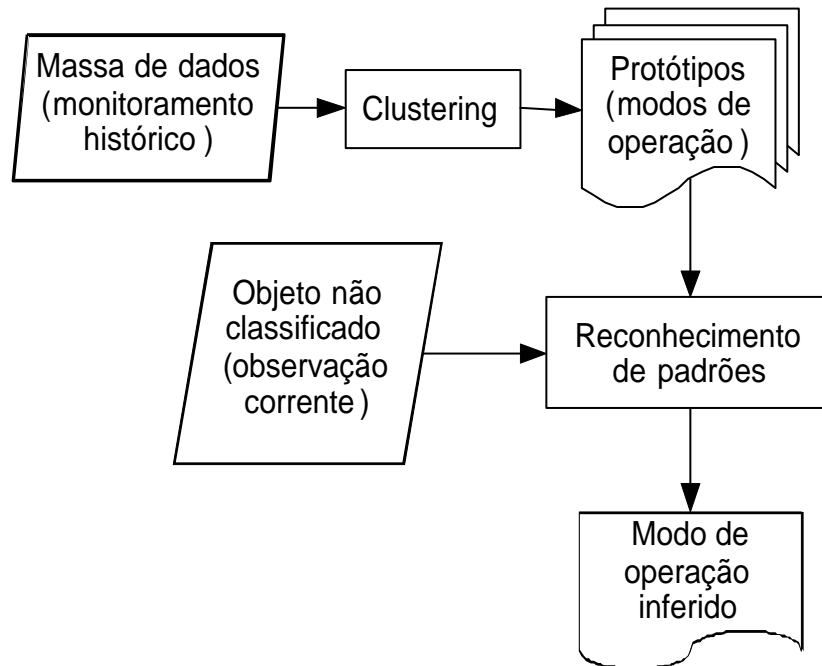 Massa de dados
(monitoramento
histórico )
Clustering
Protótipos
(modos de
operação )
Objeto não
classificado
(observação
corrente )
Reconhecimento
de padrões
Modo de
operação
inferido